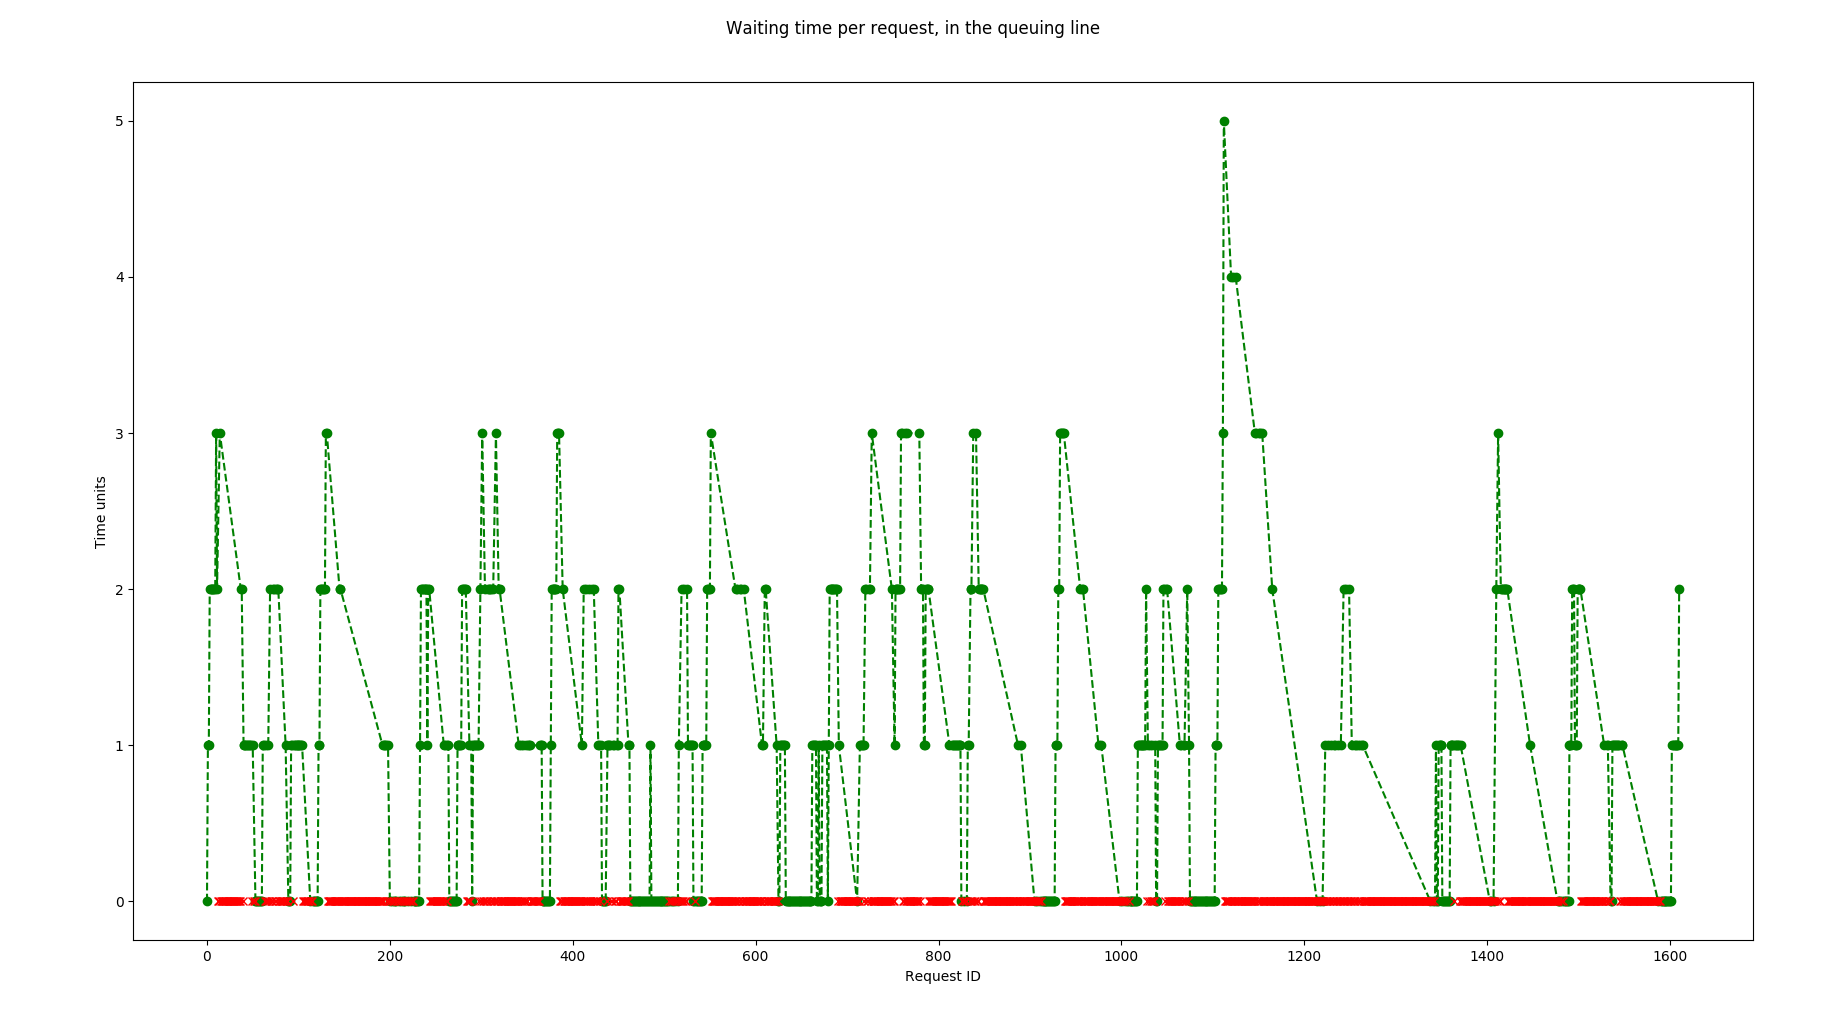 Waiting time per request, in the queuing line
5
4
3
2
1
0
Time units
0 200 400 600 800 1000 1200 1400 1600
Request ID